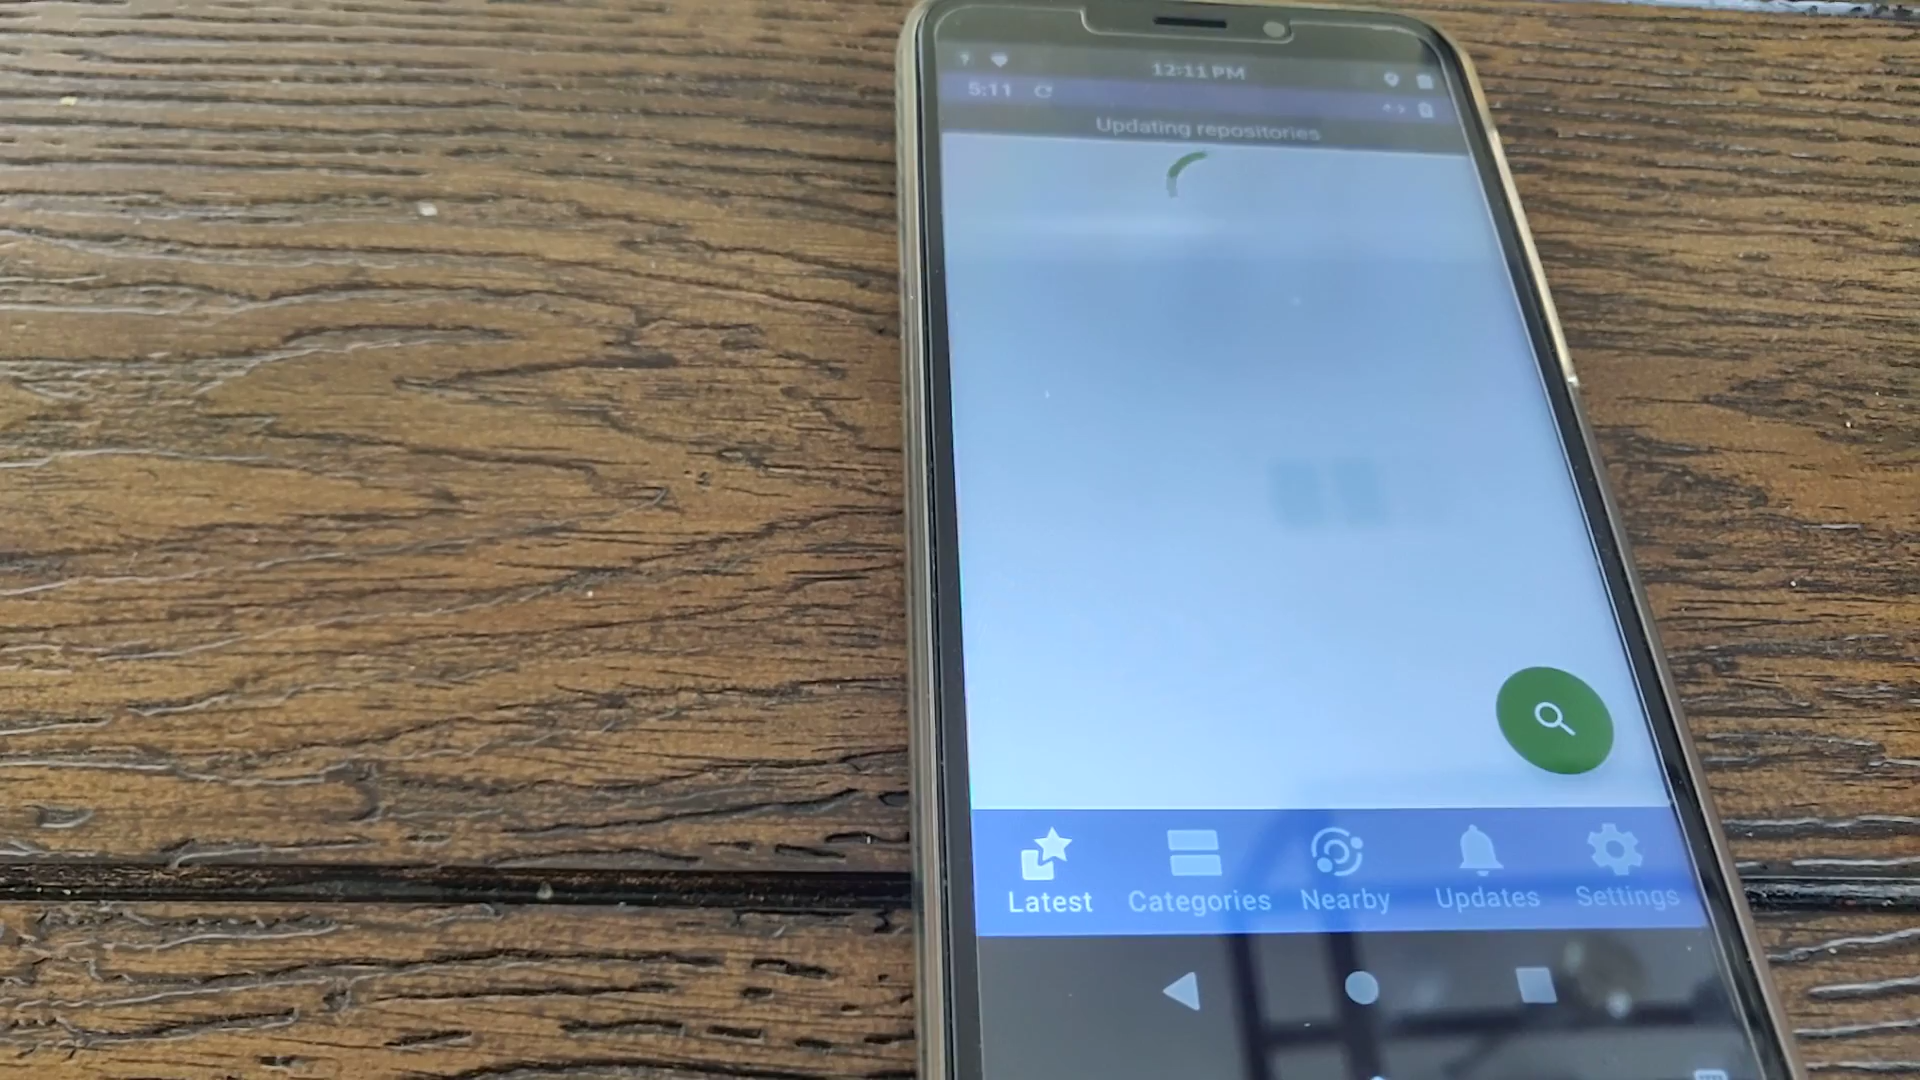 12:11 PM
5:11
Updating repositories
Latest
Categories
Nearby
Updates
Settings